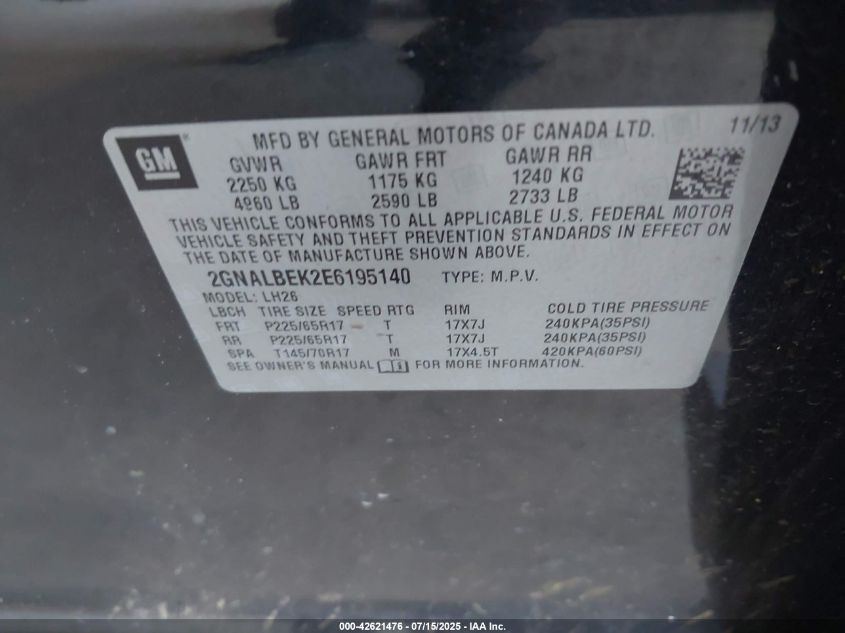 GM
MFD BY GENERAL MOTORS OF CANADA LTD. 11/13
GVWR GAWR FRT GAWR RR
2250 KG 1175 KG 1240 KG
4960 LB 2590 LB 2733 LB
THIS VEHICLE CONFORMS TO ALL APPLICABLE U.S. FEDERAL MOTOR
VEHICLE SAFETY AND THEFT PREVENTION STANDARDS IN EFFECT ON
THE DATE OF MANUFACTURE SHOWN ABOVE.
2GNALBEK2E6195140 TYPE: M.P.V.
MODEL: LH26
LBCH TIRE SIZE SPEED RTG RIM COLD TIRE PRESSURE
FRT P225/65R17 T 17X7J 240KPA(35PSI)
RR P225/65R17 T 17X7J 240KPA(35PSI)
SPA T145/70R17 M 17X4.5T 420KPA(60PSI)
SEE OWNER'S MANUAL FOR MORE INFORMATION.
000-42621476 - 07/15/2025 - IAA Inc.